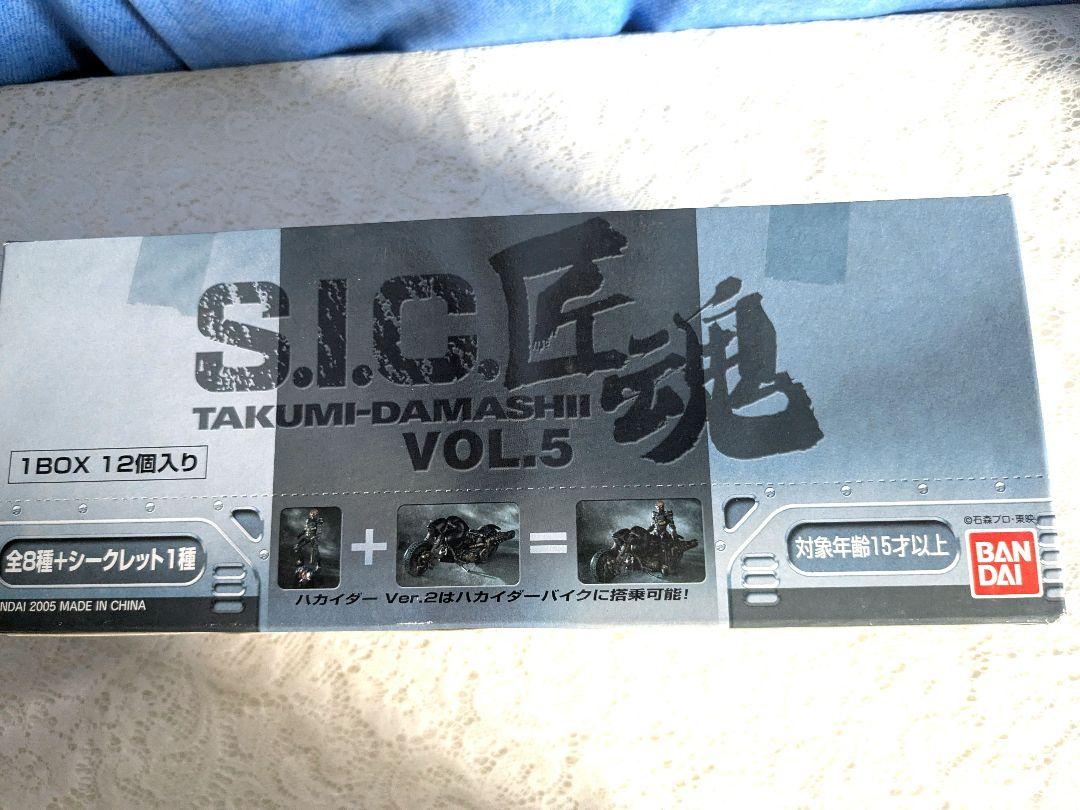 S.I.C.匠魂
TAKUMI-DAMASHII
VOL.5
1BOX 12個入り
全8種+シークレット1種
+
=
ハカイダー Ver.2はハカイダーバイクに搭乗可能!
対象年齢15才以上
©石森プロ・東映
BAN
DAI
NDAI 2005 MADE IN CHINA